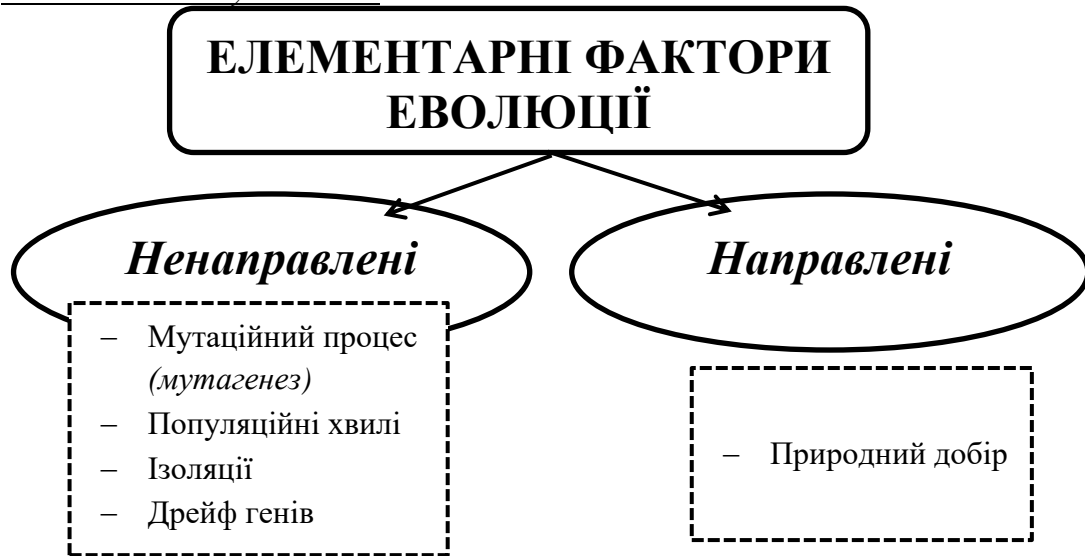 ЕЛЕМЕНТАРНІ ФАКТОРИ
ЕВОЛЮЦІЇ
Ненаправлені
Направлені
– Мутаційний процес
(мутагенез)
– Популяційні хвилі
– Ізоляції
– Дрейф генів
– Природний добір